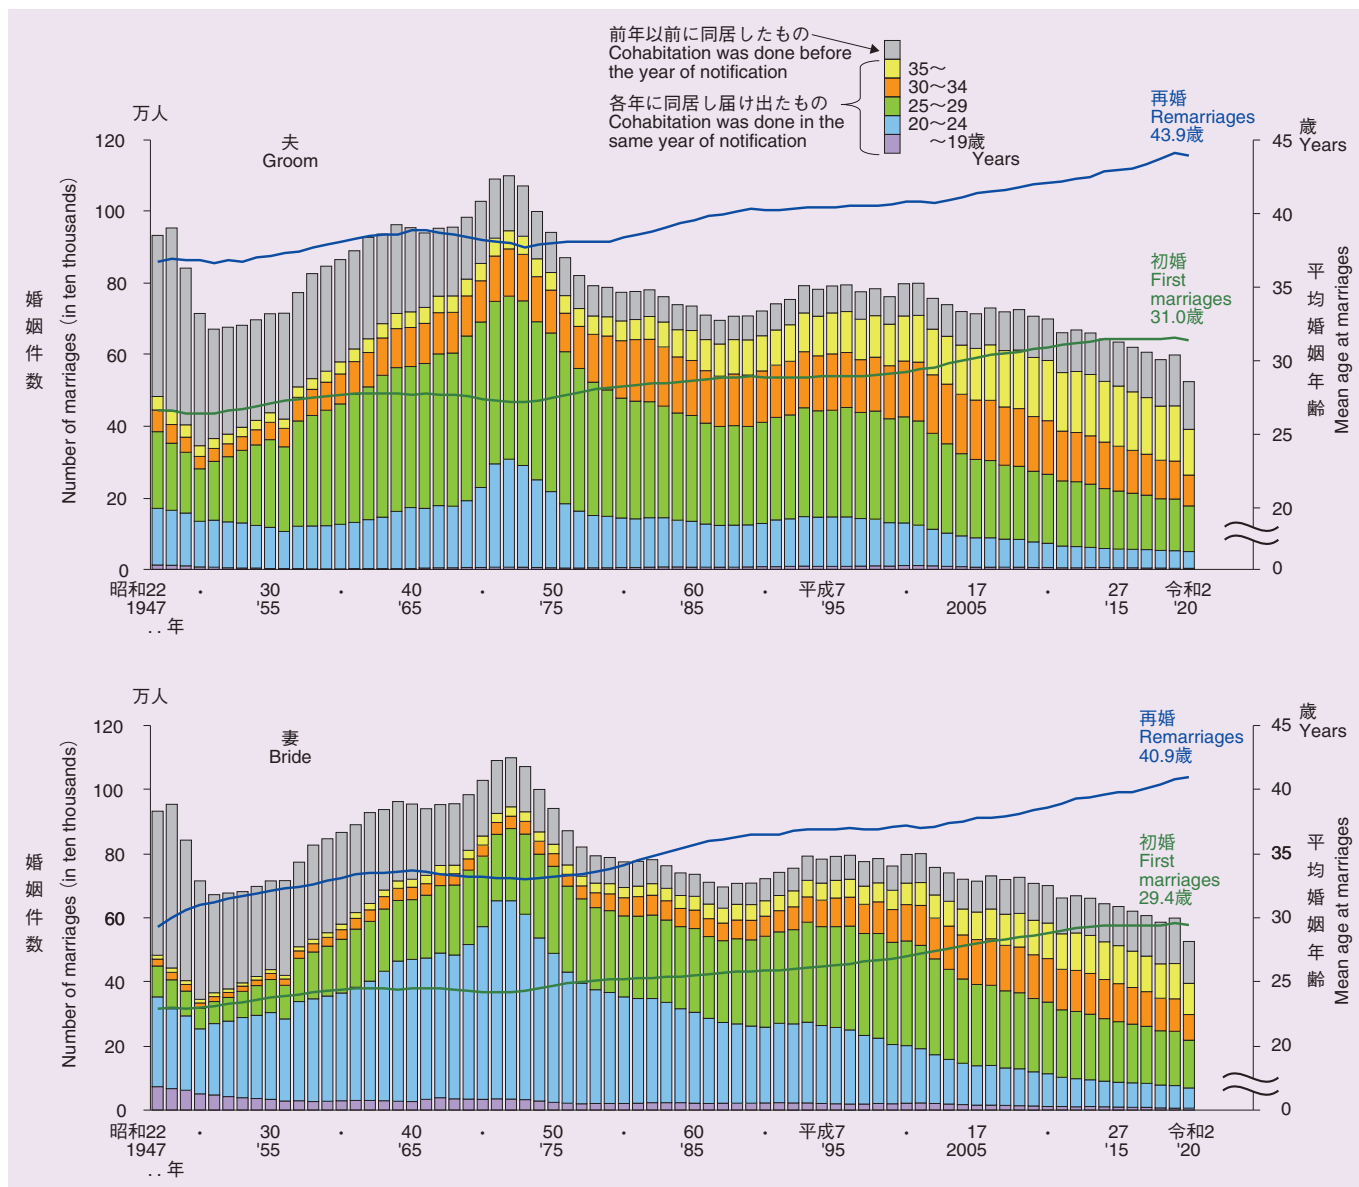 前年以前に同居したもの
Cohabitation was done before
the year of notification
各年に同居し届け出たもの
Cohabitation was done in the
same year of notification
35～
30～34
25～29
20～24
～19歳
Years
万人
夫
Groom
婚姻件数
Number of marriages (in ten thousands)
120
100
80
60
40
20
0
再婚
Remarriages
43.9歳
初婚
First
marriages
31.0歳
歳
Years
45
40
35
30
25
20
0
平均婚姻年齢
Mean age at marriages
昭和22 ・ 30 ・ 40 ・ 50 ・ 60 ・ 平成7 ・ 17 ・ 27 令和2
1947 '55 '65 '75 '85 '95 2005 '15 '20
‥年
万人
妻
Bride
婚姻件数
Number of marriages (in ten thousands)
120
100
80
60
40
20
0
再婚
Remarriages
40.9歳
初婚
First
marriages
29.4歳
歳
Years
45
40
35
30
25
20
0
平均婚姻年齢
Mean age at marriages
昭和22 ・ 30 ・ 40 ・ 50 ・ 60 ・ 平成7 ・ 17 ・ 27 令和2
1947 '55 '65 '75 '85 '95 2005 '15 '20
‥年